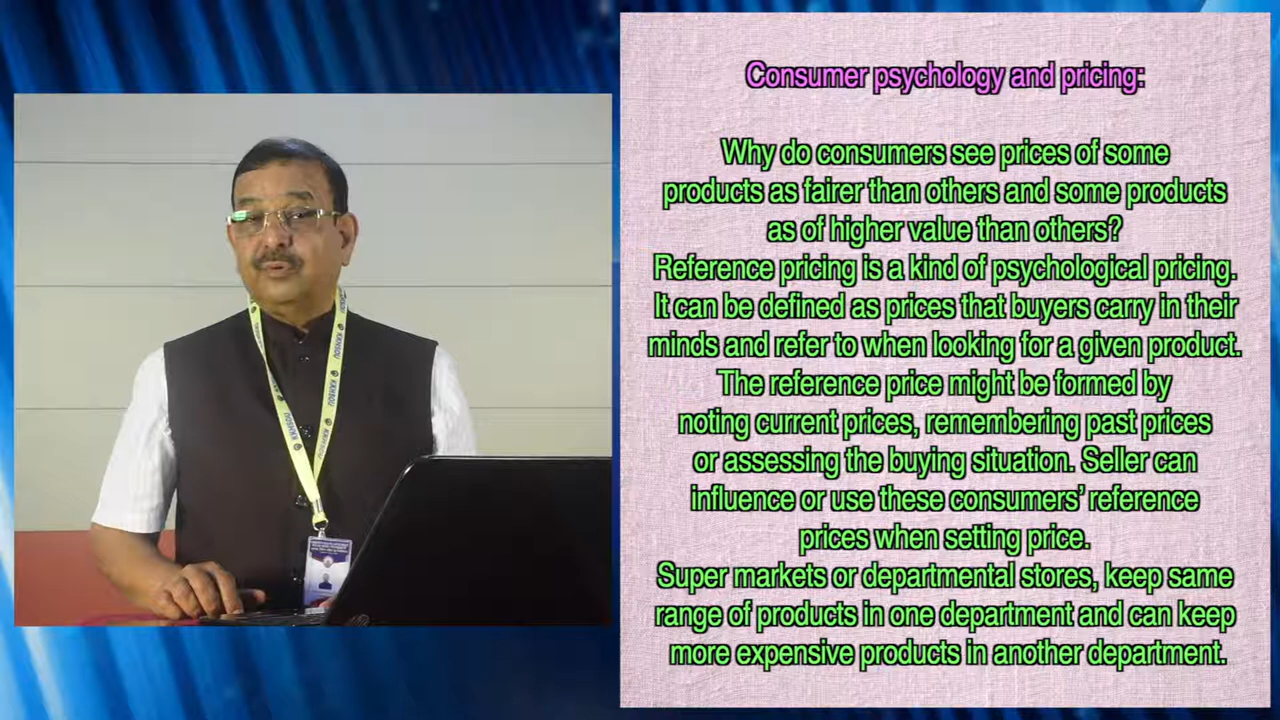 Consumer psychology and pricing:
Why do consumers see prices of some
products as fairer than others and some products
as of higher value than others?
Reference pricing is a kind of psychological pricing.
It can be defined as prices that buyers carry in their
minds and refer to when looking for a given product.
The reference price might be formed by
noting current prices, remembering past prices
or assessing the buying situation. Seller can
influence or use these consumers' reference
prices when setting price.
Super markets or departmental stores, keep same
range of products in one department and can keep
more expensive products in another department.
KKHSOU
KKHSOU
KKHSOU